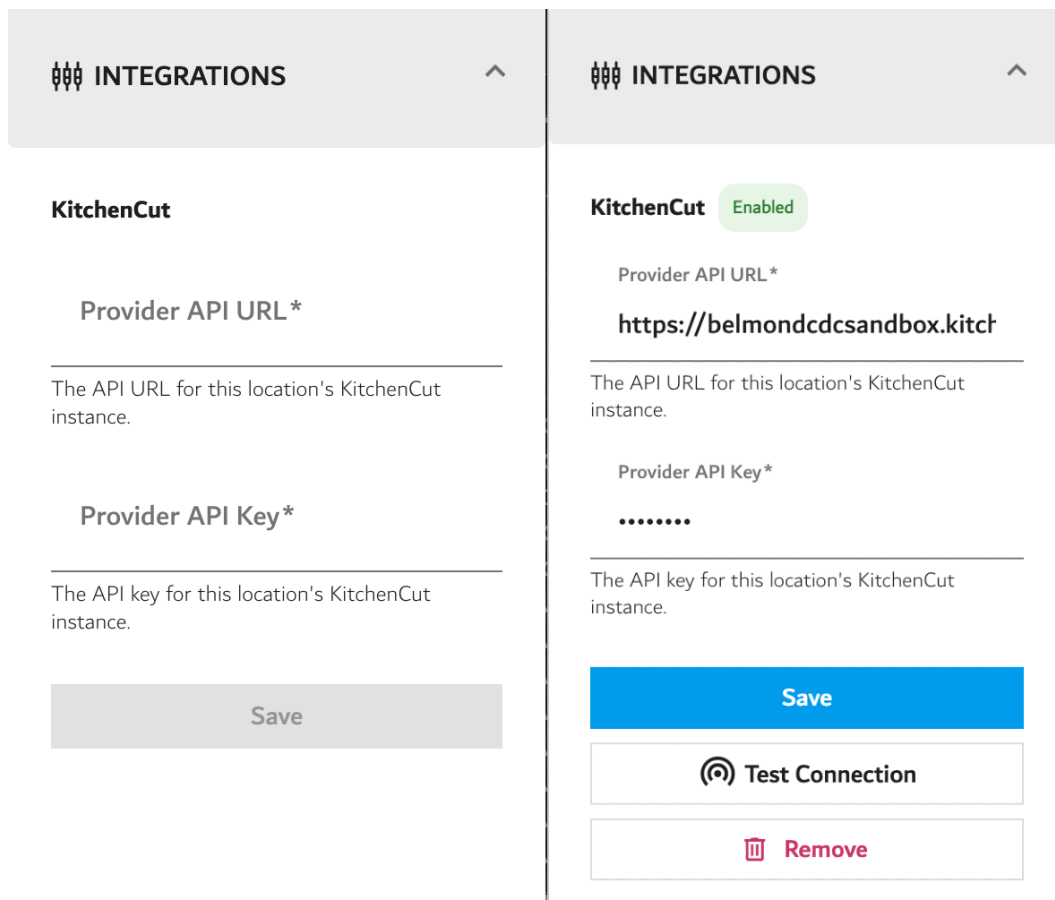 INTEGRATIONS
KitchenCut
Provider API URL*
The API URL for this location's KitchenCut
instance.
Provider API Key*
The API key for this location's KitchenCut
instance.
Save
INTEGRATIONS
KitchenCut Enabled
Provider API URL*
https://belmondcdcsandbox.kitch
The API URL for this location's KitchenCut
instance.
Provider API Key*
••••••••
The API key for this location's KitchenCut
instance.
Save
Test Connection
Remove